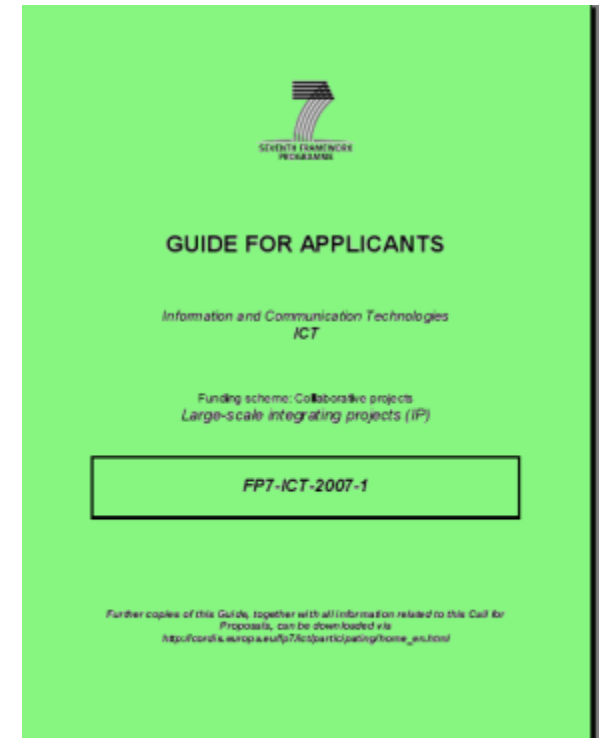 SEVENTH FRAMEWORK
PROGRAMME
GUIDE FOR APPLICANTS
Information and Communication Technologies
ICT
Funding scheme: Collaborative projects
Large-scale integrating projects (IP)
FP7-ICT-2007-1
Further copies of this Guide, together with all information related to this Call for
Proposals, can be downloaded via
http://cordis.europa.eu/fp7/ict/participating/home_en.html